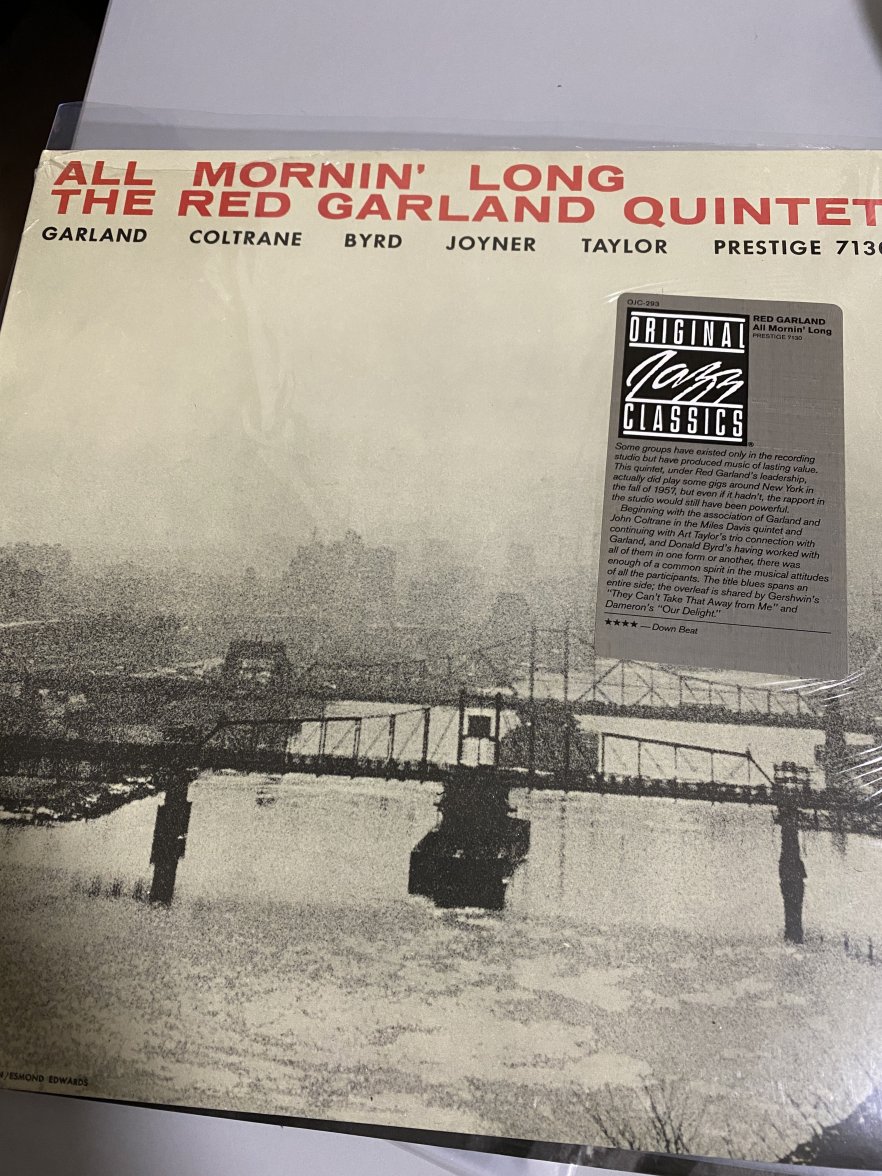 ALL MORNIN' LONG
THE RED GARLAND QUINTET
GARLAND COLTRANE BYRD JOYNER TAYLOR PRESTIGE 7130
OJC-293
ORIGINAL
Jazz
CLASSICS®
RED GARLAND
All Mornin' Long
PRESTIGE 7130
Some groups have existed only in the recording
studio but have produced music of lasting value.
This quintet, under Red Garland's leadership,
actually did play some gigs around New York in
the fall of 1957, but even if it hadn't, the rapport in
the studio would still have been powerful.
Beginning with the association of Garland and
John Coltrane in the Miles Davis quintet and
continuing with Art Taylor's trio connection with
Garland, and Donald Byrd's having worked with
all of them in one form or another, there was
enough of a common spirit in the musical attitudes
of all the participants. The title blues spans an
entire side; the overleaf is shared by Gershwin's
"They Can't Take That Away from Me" and
Dameron's "Our Delight."
★★★★ — Down Beat
/ESMOND EDWARDS